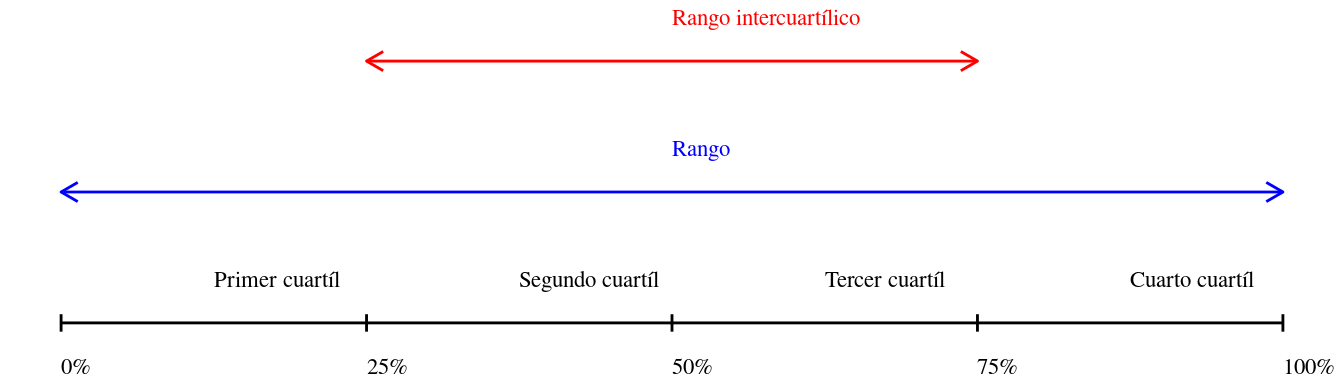 Rango intercuartílico
Rango
Primer cuartíl Segundo cuartíl Tercer cuartíl Cuarto cuartíl
0% 25% 50% 75% 100%